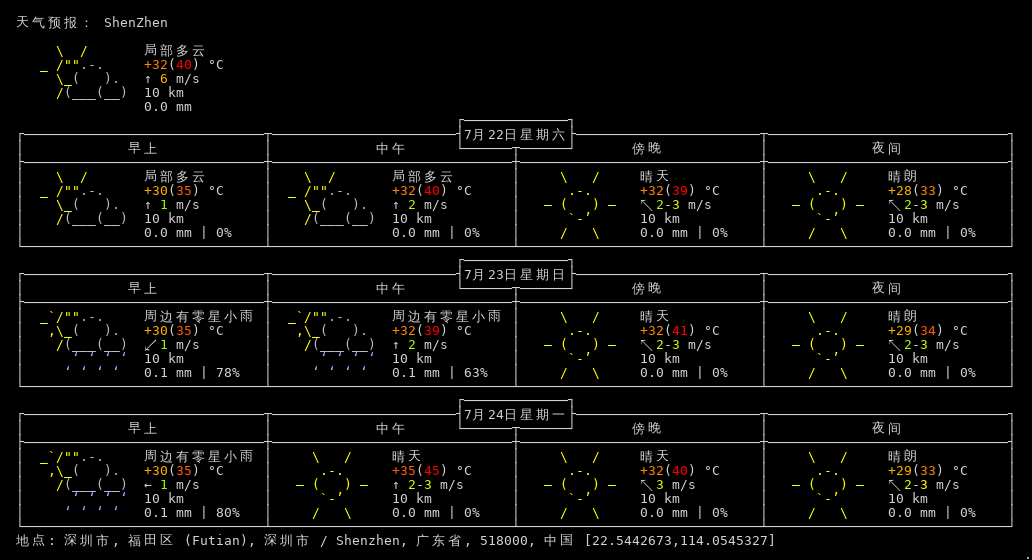 天气预报： ShenZhen
局部多云
+32(40) °C
↑ 6 m/s
10 km
0.0 mm
7月22日星期六
早上 中午 傍晚 夜间
局部多云 局部多云 晴天 晴朗
+30(35) °C +32(40) °C +32(39) °C +28(33) °C
↑ 1 m/s ↑ 2 m/s ↖ 2-3 m/s ↖ 2-3 m/s
10 km 10 km 10 km 10 km
0.0 mm | 0% 0.0 mm | 0% 0.0 mm | 0% 0.0 mm | 0%
7月23日星期日
早上 中午 傍晚 夜间
周边有零星小雨 周边有零星小雨 晴天 晴朗
+30(35) °C +32(39) °C +32(41) °C +29(34) °C
↙ 1 m/s ↑ 2 m/s ↖ 2-3 m/s ↖ 2-3 m/s
10 km 10 km 10 km 10 km
0.1 mm | 78% 0.1 mm | 63% 0.0 mm | 0% 0.0 mm | 0%
7月24日星期一
早上 中午 傍晚 夜间
周边有零星小雨 晴天 晴天 晴朗
+30(35) °C +35(45) °C +32(40) °C +29(33) °C
← 1 m/s ↑ 2-3 m/s ↖ 3 m/s ↖ 2-3 m/s
10 km 10 km 10 km 10 km
0.1 mm | 80% 0.0 mm | 0% 0.0 mm | 0% 0.0 mm | 0%
地点: 深圳市, 福田区 (Futian), 深圳市 / Shenzhen, 广东省, 518000, 中国 [22.5442673,114.0545327]